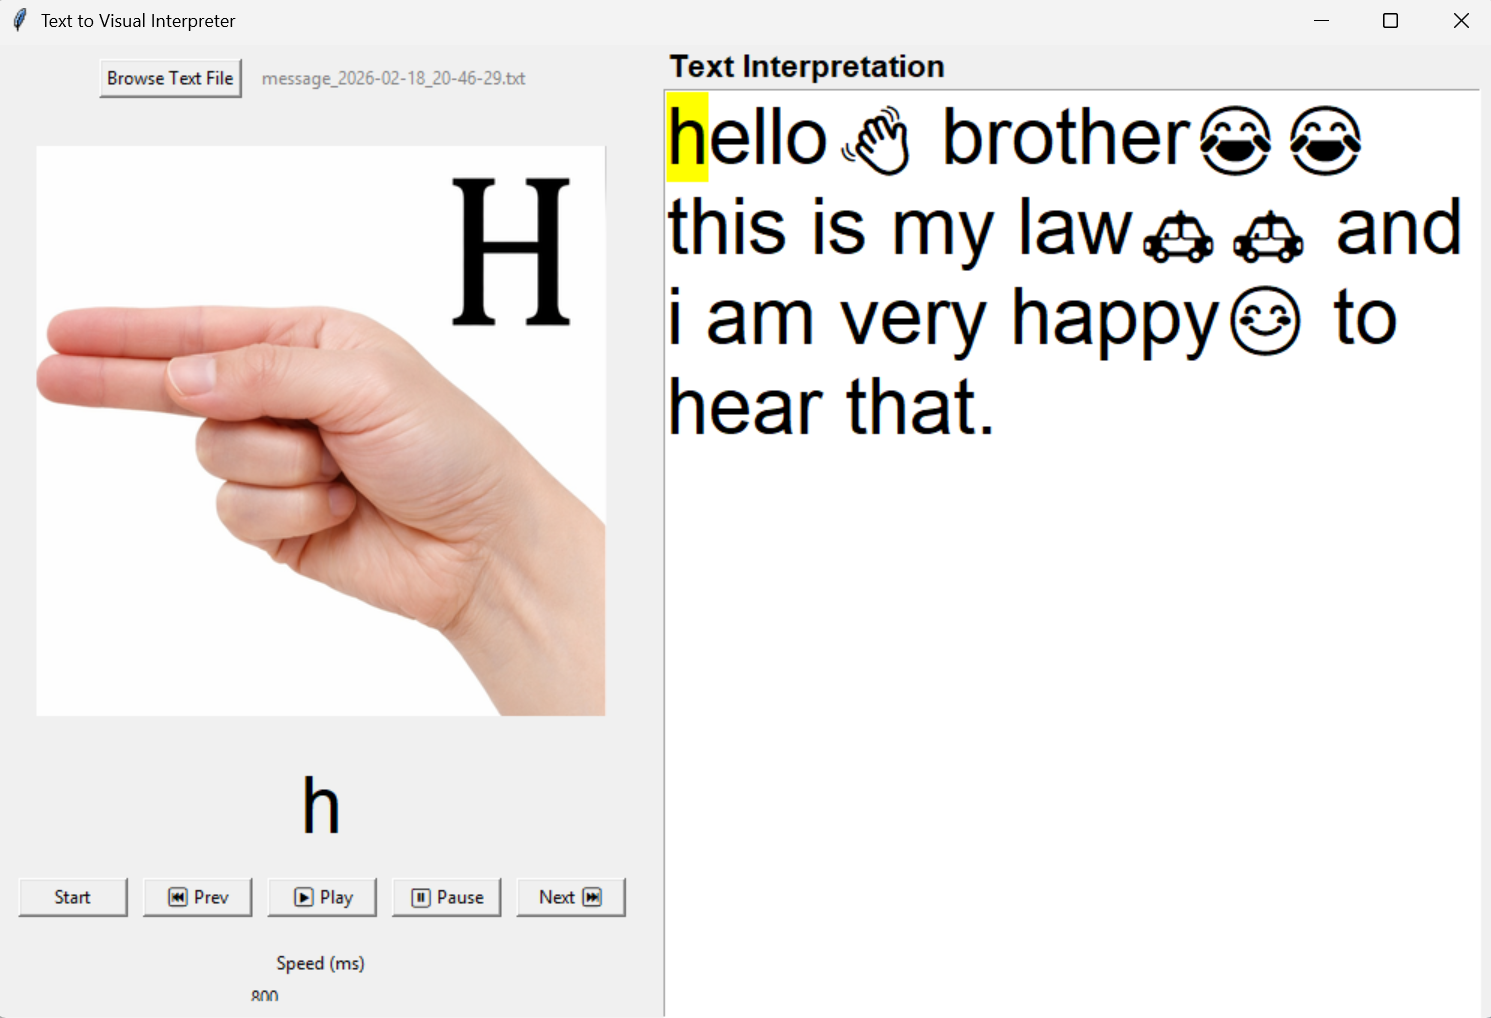 Text to Visual Interpreter
Browse Text File message_2026-02-18_20-46-29.txt
H
h
Start
⏮ Prev
▶ Play
⏸ Pause
Next ⏭
Speed (ms)
800
Text Interpretation
hello👋 brother😂😂
this is my law🚓🚓 and
i am very happy😊 to
hear that.